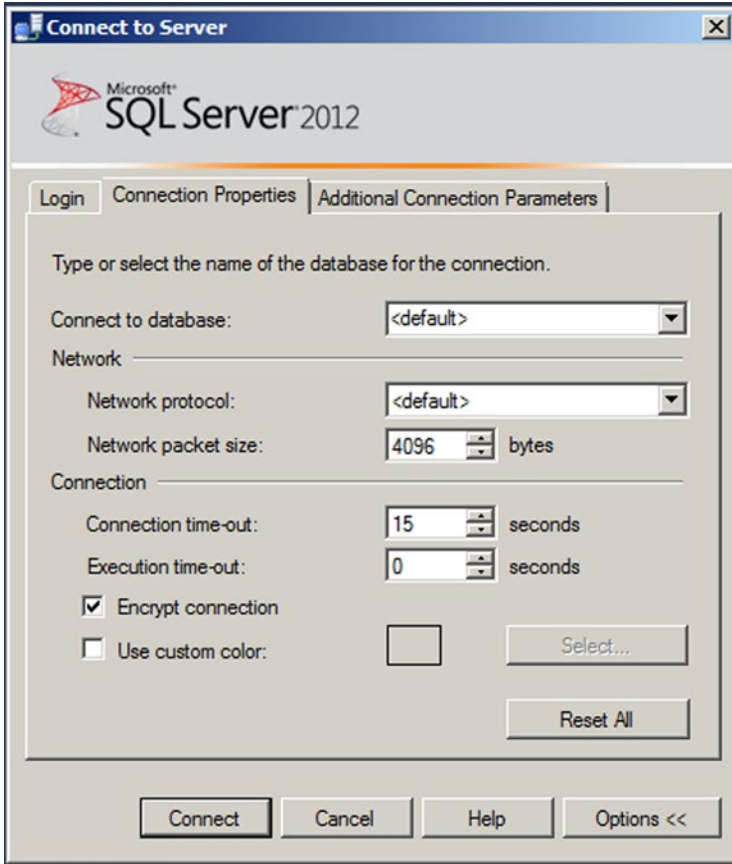 Connect to Server
Microsoft®
SQL Server® 2012
Login Connection Properties Additional Connection Parameters
Type or select the name of the database for the connection.
Connect to database: <default>
Network
Network protocol: <default>
Network packet size: 4096 bytes
Connection
Connection time-out: 15 seconds
Execution time-out: 0 seconds
Encrypt connection
Use custom color: Select...
Reset All
Connect Cancel Help Options <<